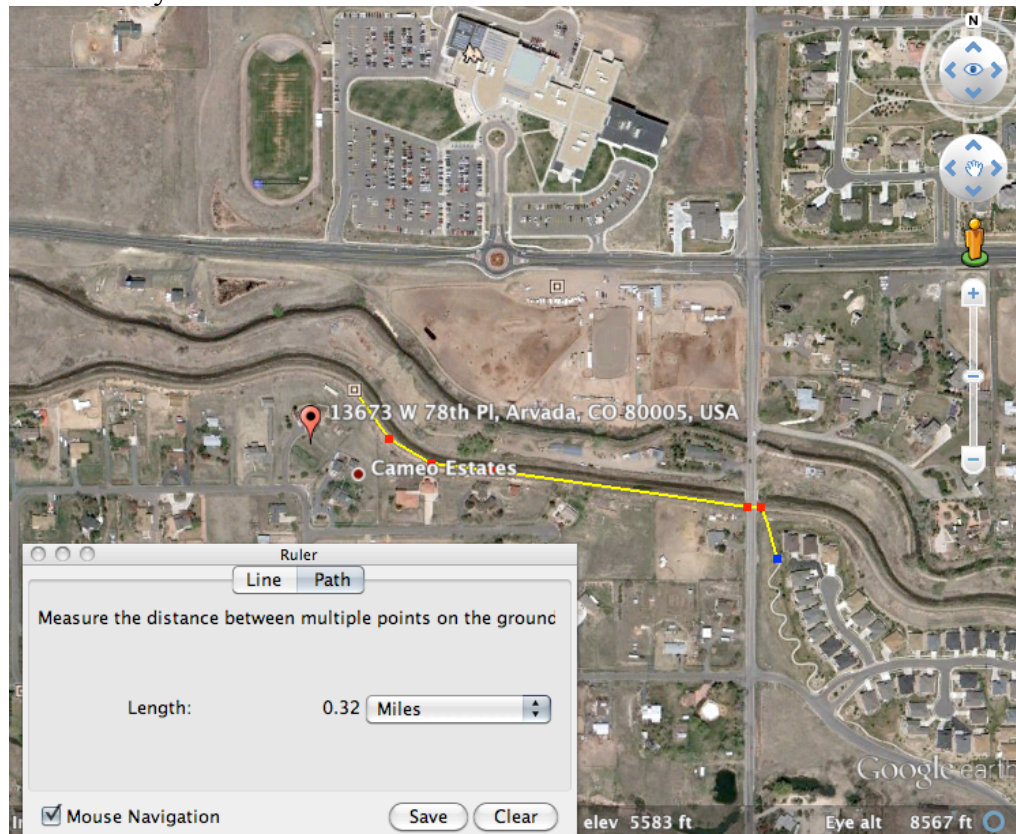 N
13673 W 78th Pl, Arvada, CO 80005, USA
Cameo Estates
Ruler
Line
Path
Measure the distance between multiple points on the ground
Length:
0.32
Miles
Mouse Navigation
Save
Clear
Google earth
elev 5583 ft
Eye alt 8567 ft